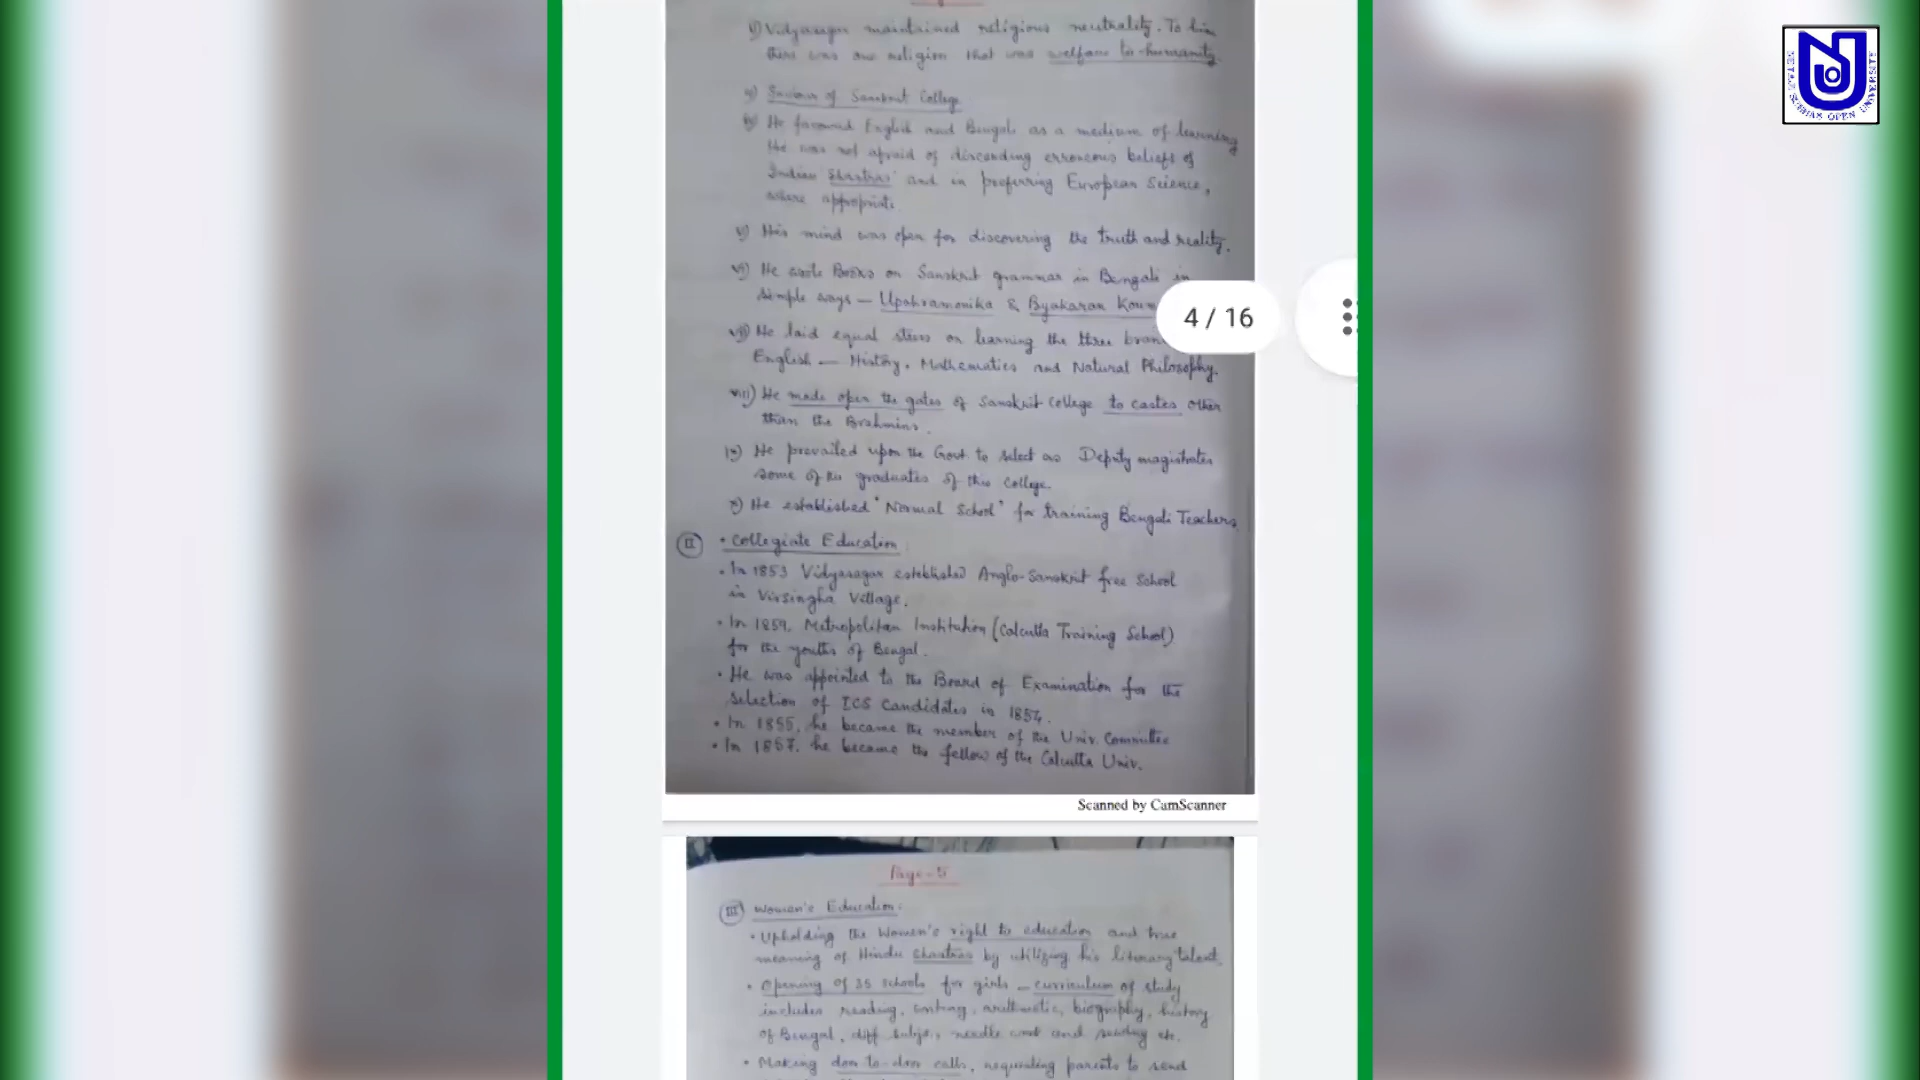 i) Vidyasagar maintained religious neutrality. To him
there was one religion that was welfare to humanity.
Saviour of Sanskrit College
He favoured English and Bengali as a medium of learning
He was not afraid of discarding erroneous beliefs of
Indian Shastras and in preferring European Science,
where appropriate.
v) His mind was open for discovering the truth and reality.
vi) He wrote Books on Sanskrit grammar in Bengali in
simple ways — Upakramonika & Byakaran
vii) He laid equal stress on learning the three
English — History, Mathematics and Natural Philosophy.
viii) He made open the gates of Sanskrit College to castes other
than the Brahmins.
ix) He prevailed upon the Govt. to select as Deputy magistrates
some of the graduates of this College.
x) He established "Normal School" for training Bengali Teachers
4 / 16
II • Collegiate Education
• In 1853 Vidyasagar established Anglo-Sanskrit free School
in Virsingha Village.
• In 1859, Metropolitan Institution (Calcutta Training School)
for the youths of Bengal.
• He was appointed to the Board of Examination for the
selection of ICS Candidates in 1854.
• In 1855, he became the member of the Univ. Committee
• In 1857, he became the fellow of the Calcutta Univ.
Scanned by CamScanner
Page-5
III Women's Education.
• Upholding the Women's right to education and true
meaning of Hindu Shastras by utilizing his literary talent.
• Opening of 35 schools for girls – curriculum of study
includes reading, writing, arithmetic, biography, history
of Bengal, diff subjs., needle work and sewing etc.
• Making door to door calls, requesting parents to send
NETAJI SUBHAS OPEN UNIVERSITY